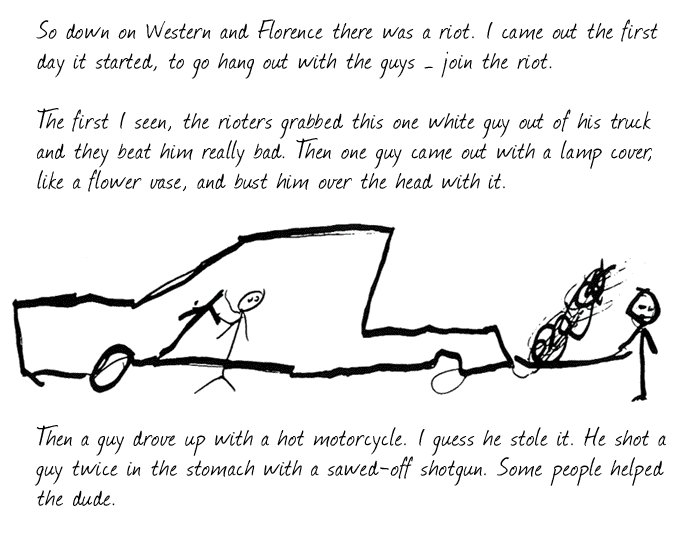 So down on Western and Florence there was a riot. I came out the first
day it started, to go hang out with the guys - join the riot.
The first I seen, the rioters grabbed this one white guy out of his truck
and they beat him really bad. Then one guy came out with a lamp cover,
like a flower vase, and bust him over the head with it.
Then a guy drove up with a hot motorcycle. I guess he stole it. He shot a
guy twice in the stomach with a sawed-off shotgun. Some people helped
the dude.